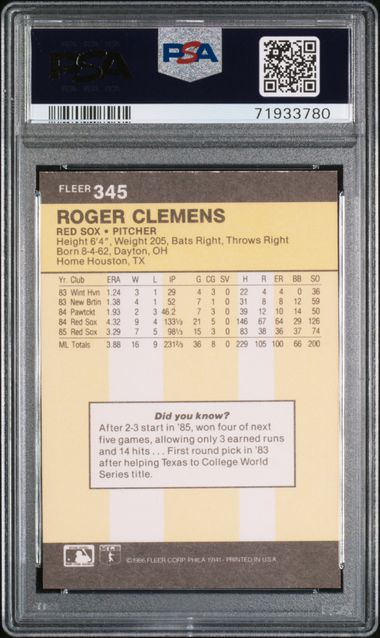 PSA
PSA
71933780
FLEER 345
ROGER CLEMENS
RED SOX • PITCHER
Height 6'4", Weight 205, Bats Right, Throws Right
Born 8-4-62, Dayton, OH
Home Houston, TX
Yr. Club ERA W L IP G CG SV H R ER BB SO
83 Wint Hvn 1.24 3 1 29 4 3 0 22 4 4 0 36
83 New Brtin 1.38 4 1 52 7 1 0 31 8 8 12 59
84 Pawtckt 1.93 2 3 46.2 7 3 0 39 12 10 14 50
84 Red Sox 4.32 9 4 133⅓ 21 5 0 146 67 64 29 126
85 Red Sox 3.29 7 5 98⅓ 15 3 0 83 38 36 37 74
ML Totals 3.88 16 9 231⅔ 36 8 0 229 105 100 66 200
Did you know?
After 2-3 start in '85, won four of next
five games, allowing only 3 earned runs
and 14 hits . . . First round pick in '83
after helping Texas to College World
Series title.
©1986 FLEER CORP. PHILA 19141 - PRINTED IN U.S.A.